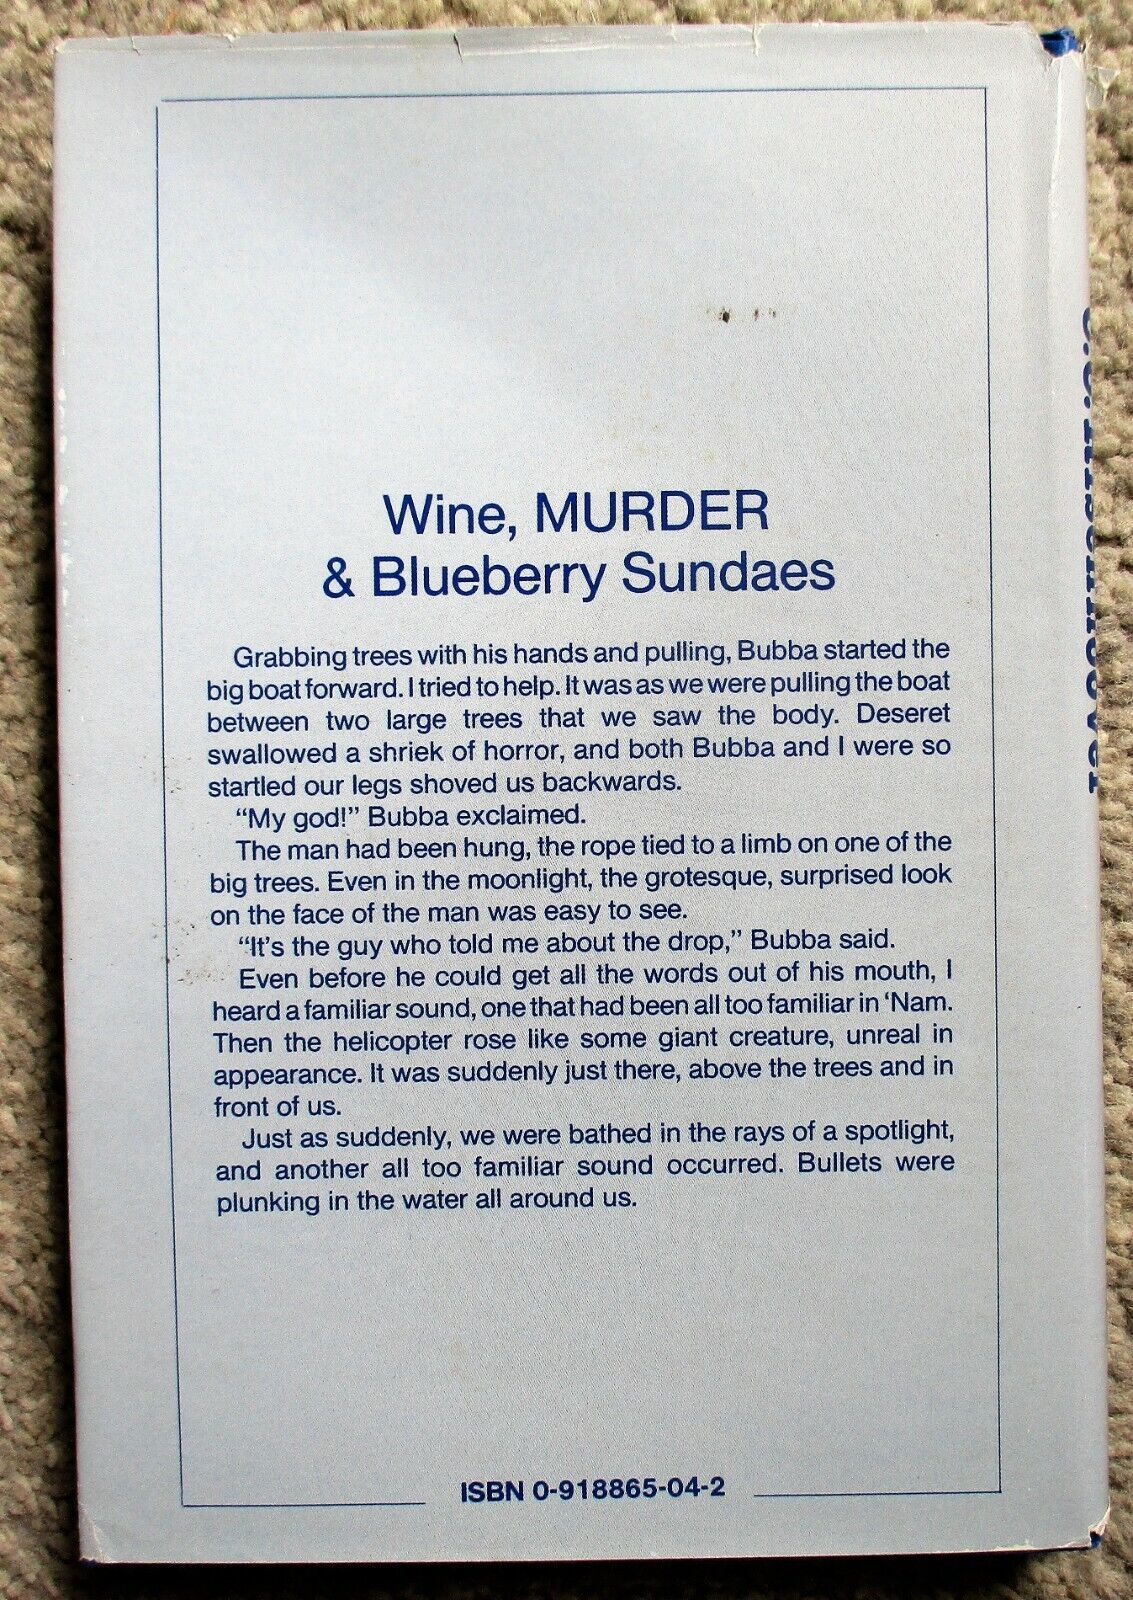 Wine, MURDER
& Blueberry Sundaes
Grabbing trees with his hands and pulling, Bubba started the
big boat forward. I tried to help. It was as we were pulling the boat
between two large trees that we saw the body. Deseret
swallowed a shriek of horror, and both Bubba and I were so
startled our legs shoved us backwards.
“My god!” Bubba exclaimed.
The man had been hung, the rope tied to a limb on one of the
big trees. Even in the moonlight, the grotesque, surprised look
on the face of the man was easy to see.
“It’s the guy who told me about the drop,” Bubba said.
Even before he could get all the words out of his mouth, I
heard a familiar sound, one that had been all too familiar in ‘Nam.
Then the helicopter rose like some giant creature, unreal in
appearance. It was suddenly just there, above the trees and in
front of us.
Just as suddenly, we were bathed in the rays of a spotlight,
and another all too familiar sound occurred. Bullets were
plunking in the water all around us.
ISBN 0-918865-04-2